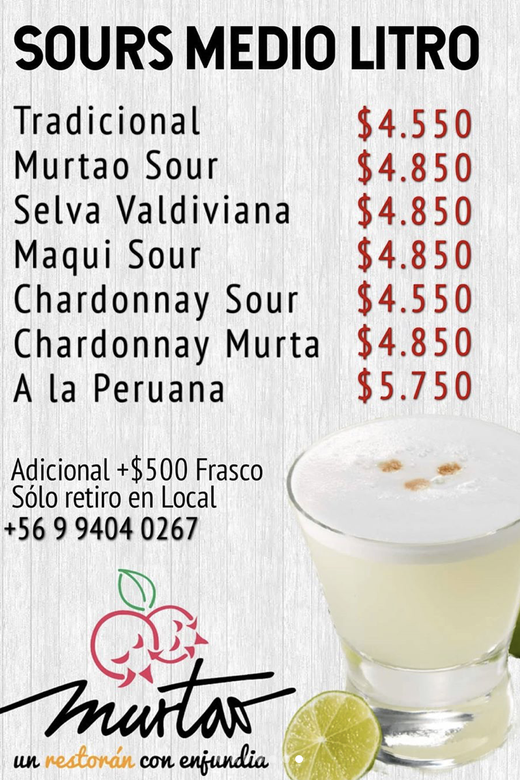 SOURS MEDIO LITRO
Tradicional $4.550
Murtao Sour $4.850
Selva Valdiviana $4.850
Maqui Sour $4.850
Chardonnay Sour $4.550
Chardonnay Murta $4.850
A la Peruana $5.750
Adicional +$500 Frasco
Sólo retiro en Local
+56 9 9404 0267
murtao
un restorán con enjundia